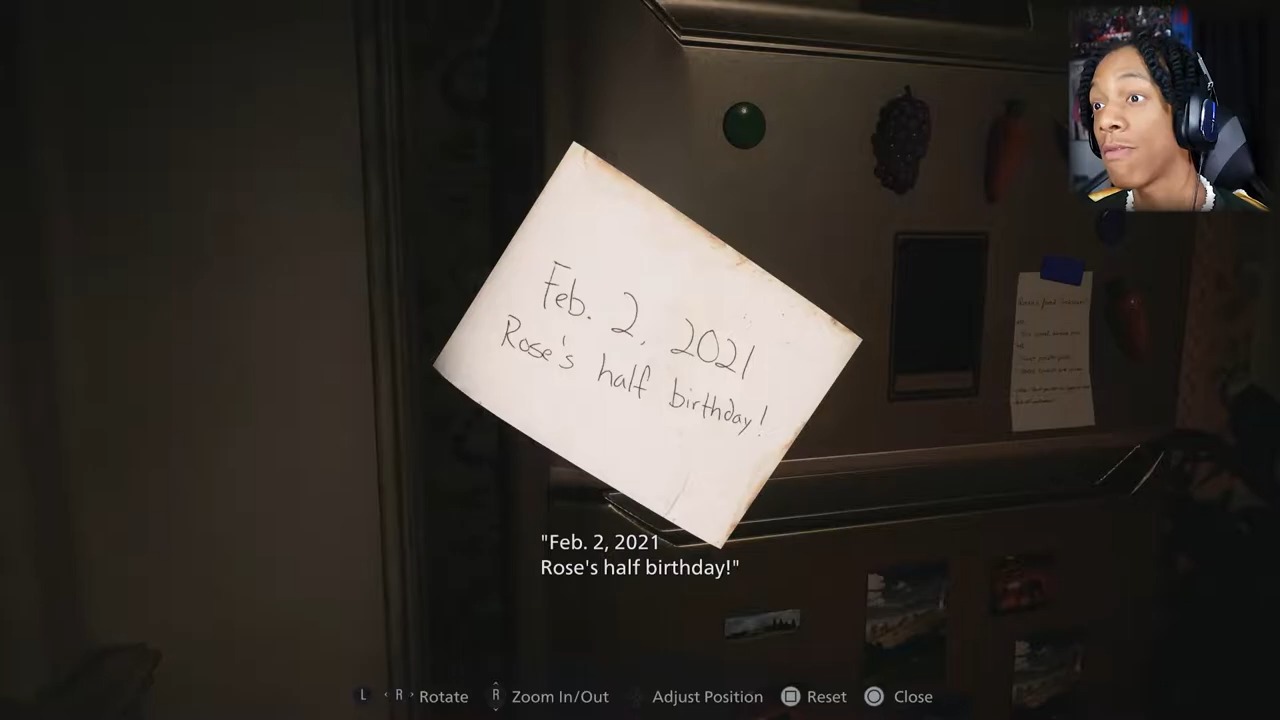 Feb. 2, 2021
Rose's half birthday!
"Feb. 2, 2021
Rose's half birthday!"
L R Rotate R Zoom In/Out Adjust Position Reset Close